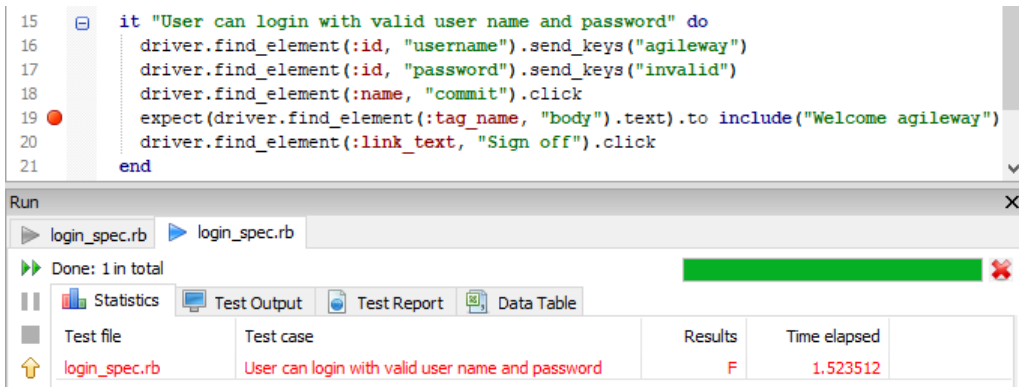 15 it "User can login with valid user name and password" do
16 driver.find_element(:id, "username").send_keys("agileway")
17 driver.find_element(:id, "password").send_keys("invalid")
18 driver.find_element(:name, "commit").click
19 expect(driver.find_element(:tag_name, "body").text).to include("Welcome agileway")
20 driver.find_element(:link_text, "Sign off").click
21 end
Run
login_spec.rb login_spec.rb
Done: 1 in total
Statistics Test Output Test Report Data Table
Test file Test case Results Time elapsed
login_spec.rb User can login with valid user name and password F 1.523512